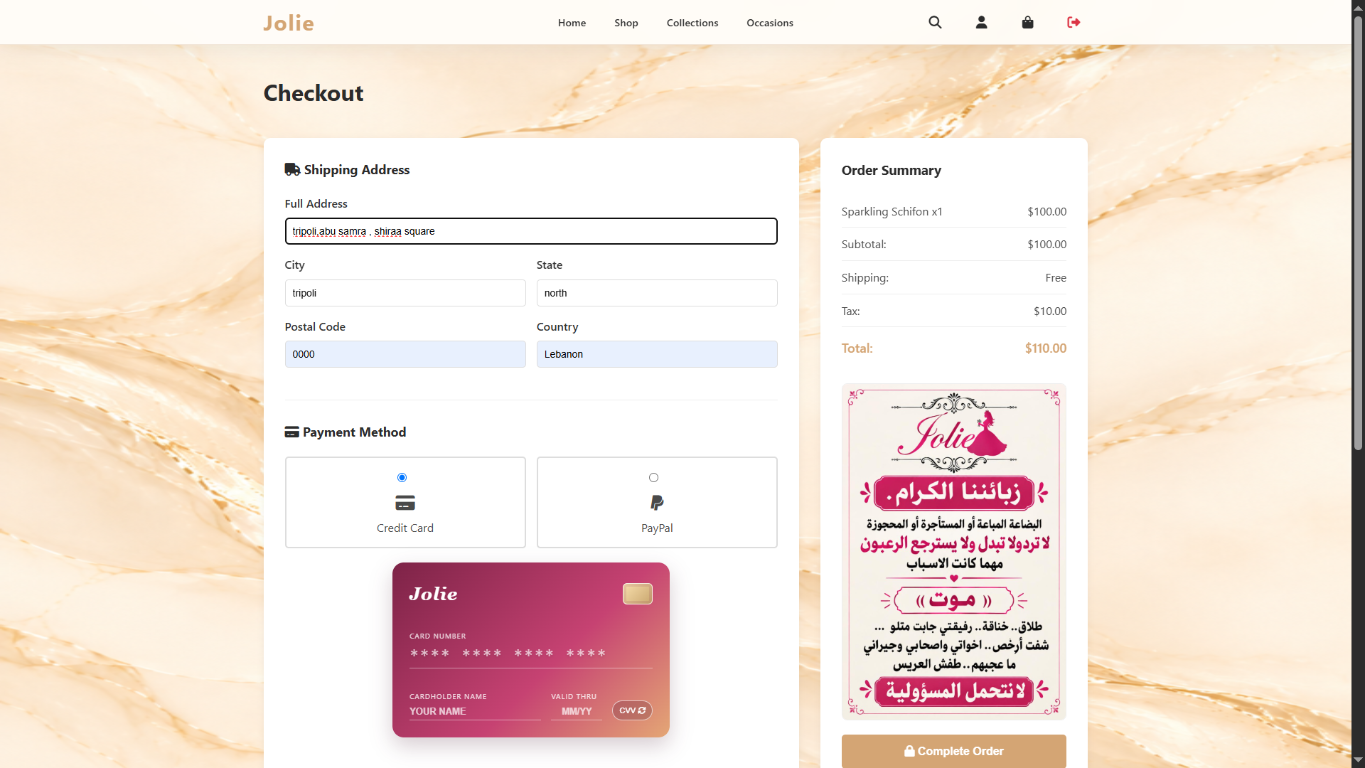 Jolie
Home
Shop
Collections
Occasions
Checkout
Shipping Address
Full Address
tripoli,abu samra , shiraa square
City
State
tripoli
north
Postal Code
Country
0000
Lebanon
Payment Method
Credit Card
PayPal
Jolie
CARD NUMBER
**** **** **** ****
CARDHOLDER NAME
VALID THRU
YOUR NAME
MM/YY
CVV
Order Summary
Sparkling Schifon x1 $100.00
Subtotal: $100.00
Shipping: Free
Tax: $10.00
Total: $110.00
Jolie
زبائننا الكرام.
البضاعة المباعة أو المستأجرة أو المحجوزة
لا تردولا تبدل ولا يسترجع الرعبون
مهما كانت الاسباب
(( موت ))
طلاق.. خناقة.. رفيقتي جابت متلو ...
شفت أرخص.. اخواتي واصحابي وجيراني
ما عجبهم.. طفش العريس
لا نتحمل المسؤولية
Complete Order